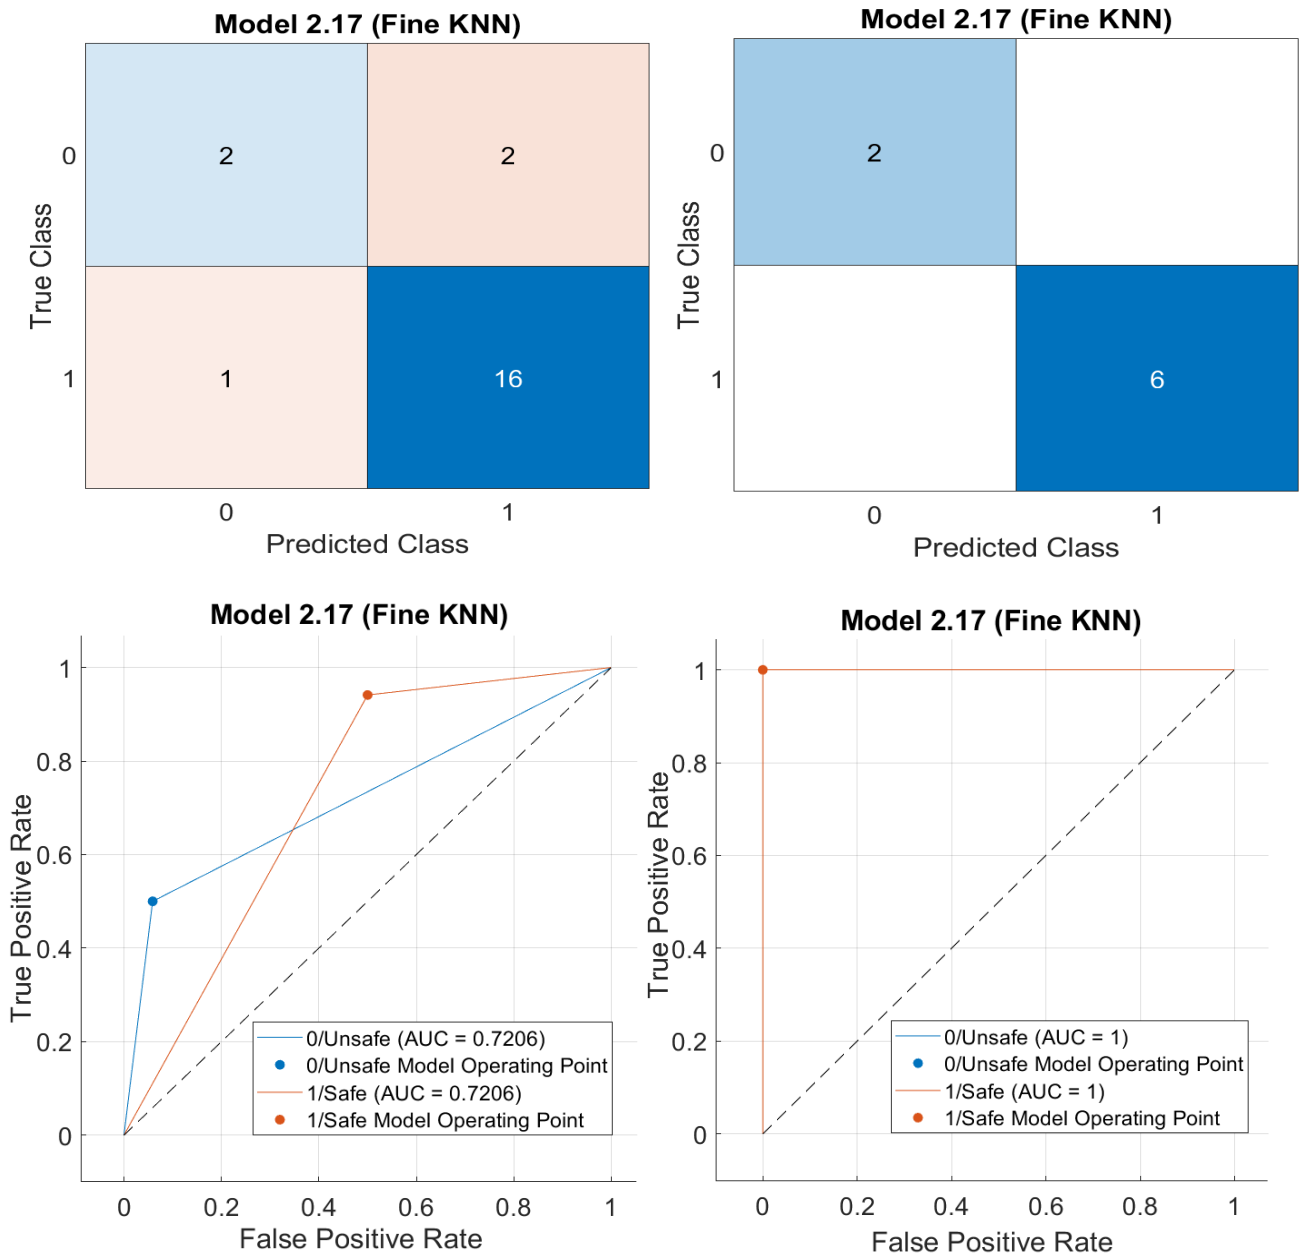 Model 2.17 (Fine KNN)
0
2
2
1
1
16
True Class
0
1
Predicted Class
Model 2.17 (Fine KNN)
0
2
1
6
True Class
0
1
Predicted Class
Model 2.17 (Fine KNN)
1
0.8
0.6
0.4
0.2
0
True Positive Rate
0/Unsafe (AUC = 0.7206)
0/Unsafe Model Operating Point
1/Safe (AUC = 0.7206)
1/Safe Model Operating Point
0
0.2
0.4
0.6
0.8
1
False Positive Rate
Model 2.17 (Fine KNN)
1
0.8
0.6
0.4
0.2
0
True Positive Rate
0/Unsafe (AUC = 1)
0/Unsafe Model Operating Point
1/Safe (AUC = 1)
1/Safe Model Operating Point
0
0.2
0.4
0.6
0.8
1
False Positive Rate